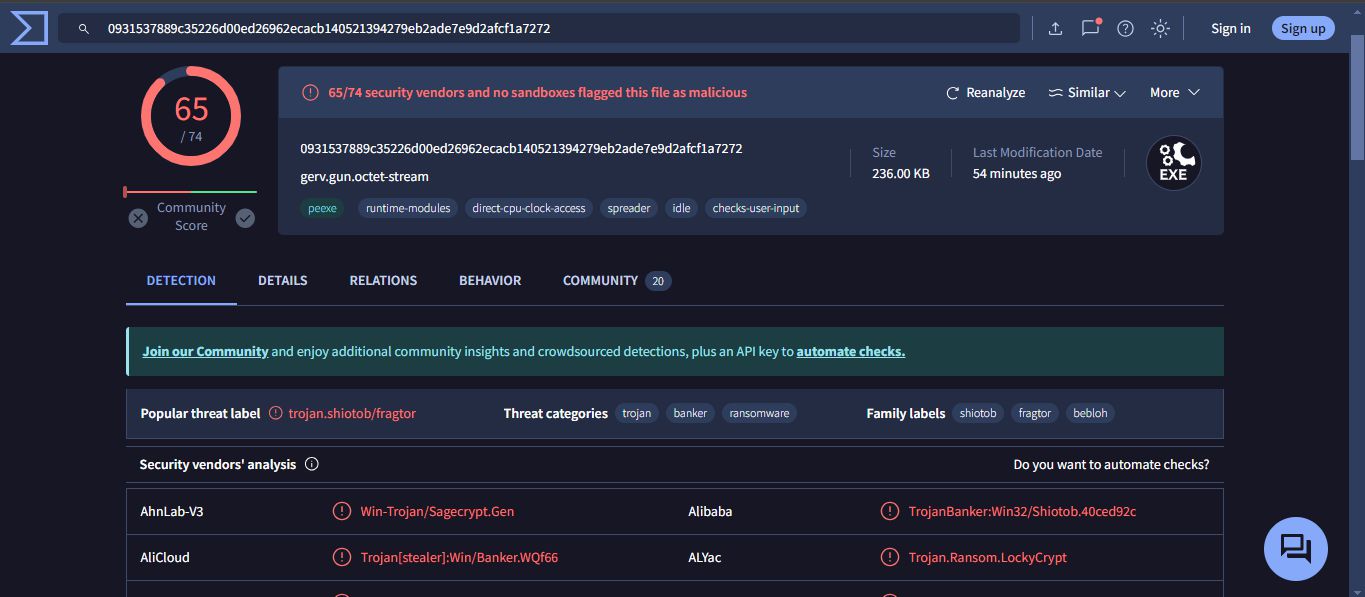 0931537889c35226d00ed26962ecacb140521394279eb2ade7e9d2afcf1a7272
Sign in
Sign up
65
/ 74
Community
Score
65/74 security vendors and no sandboxes flagged this file as malicious
Reanalyze
Similar
More
0931537889c35226d00ed26962ecacb140521394279eb2ade7e9d2afcf1a7272
gerv.gun.octet-stream
peexe runtime-modules direct-cpu-clock-access spreader idle checks-user-input
Size
236.00 KB
Last Modification Date
54 minutes ago
EXE
DETECTION DETAILS RELATIONS BEHAVIOR COMMUNITY 20
Join our Community and enjoy additional community insights and crowdsourced detections, plus an API key to automate checks.
Popular threat label trojan.shiotob/fragtor Threat categories trojan banker ransomware Family labels shiotob fragtor bebloh
Security vendors' analysis Do you want to automate checks?
AhnLab-V3 Win-Trojan/Sagecrypt.Gen Alibaba TrojanBanker:Win32/Shiotob.40ced92c
AliCloud Trojan[stealer]:Win/Banker.WQf66 ALYac Trojan.Ransom.LockyCrypt